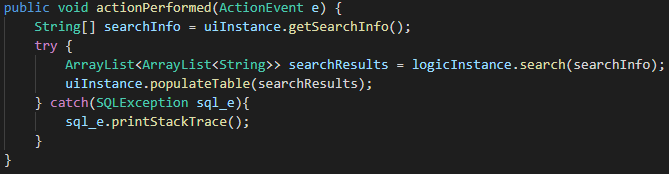 public void actionPerformed(ActionEvent e) {
    String[] searchInfo = uiInstance.getSearchInfo();
    try {
        ArrayList<ArrayList<String>> searchResults = logicInstance.search(searchInfo);
        uiInstance.populateTable(searchResults);
    } catch(SQLException sql_e){
        sql_e.printStackTrace();
    }
}